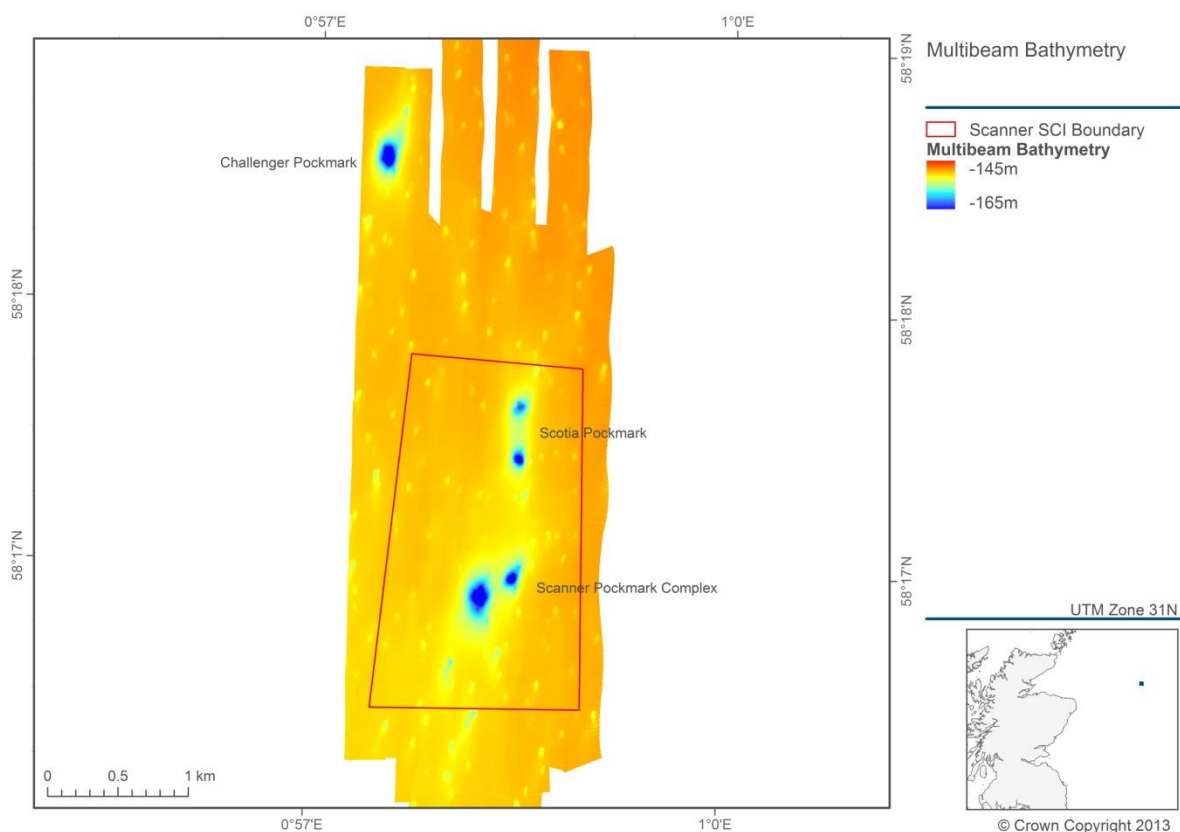 0°57'E
1°0'E
58°19'N
Multibeam Bathymetry
Scanner SCI Boundary
Multibeam Bathymetry
-145m
-165m
Challenger Pockmark
58°18'N
58°18'N
Scotia Pockmark
58°17'N
58°17'N
Scanner Pockmark Complex
UTM Zone 31N
0 0.5 1 km
0°57'E
1°0'E
© Crown Copyright 2013